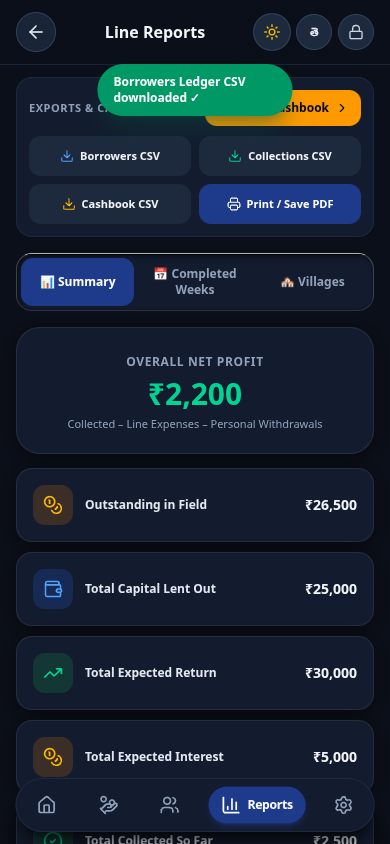 Line Reports
த
Borrowers Ledger CSV
downloaded ✓
EXPORTS &
Borrowers CSV
Collections CSV
Cashbook CSV
Print / Save PDF
📊 Summary
📅 Completed
Weeks
🏘️ Villages
OVERALL NET PROFIT
₹2,200
Collected – Line Expenses – Personal Withdrawals
Outstanding in Field ₹26,500
Total Capital Lent Out ₹25,000
Total Expected Return ₹30,000
Total Expected Interest ₹5,000
Reports
Total Collected So Far ₹2,500